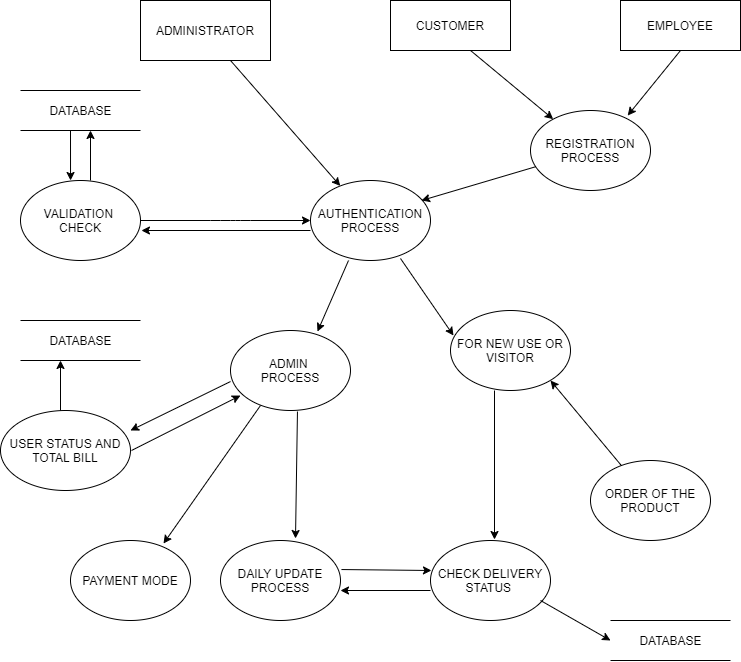 ADMINISTRATOR
CUSTOMER
EMPLOYEE
DATABASE
REGISTRATION
PROCESS
VALIDATION
CHECK
AUTHENTICATION
PROCESS
DATABASE
ADMIN
PROCESS
FOR NEW USE OR
VISITOR
USER STATUS AND
TOTAL BILL
ORDER OF THE
PRODUCT
PAYMENT MODE
DAILY UPDATE
PROCESS
CHECK DELIVERY
STATUS
DATABASE